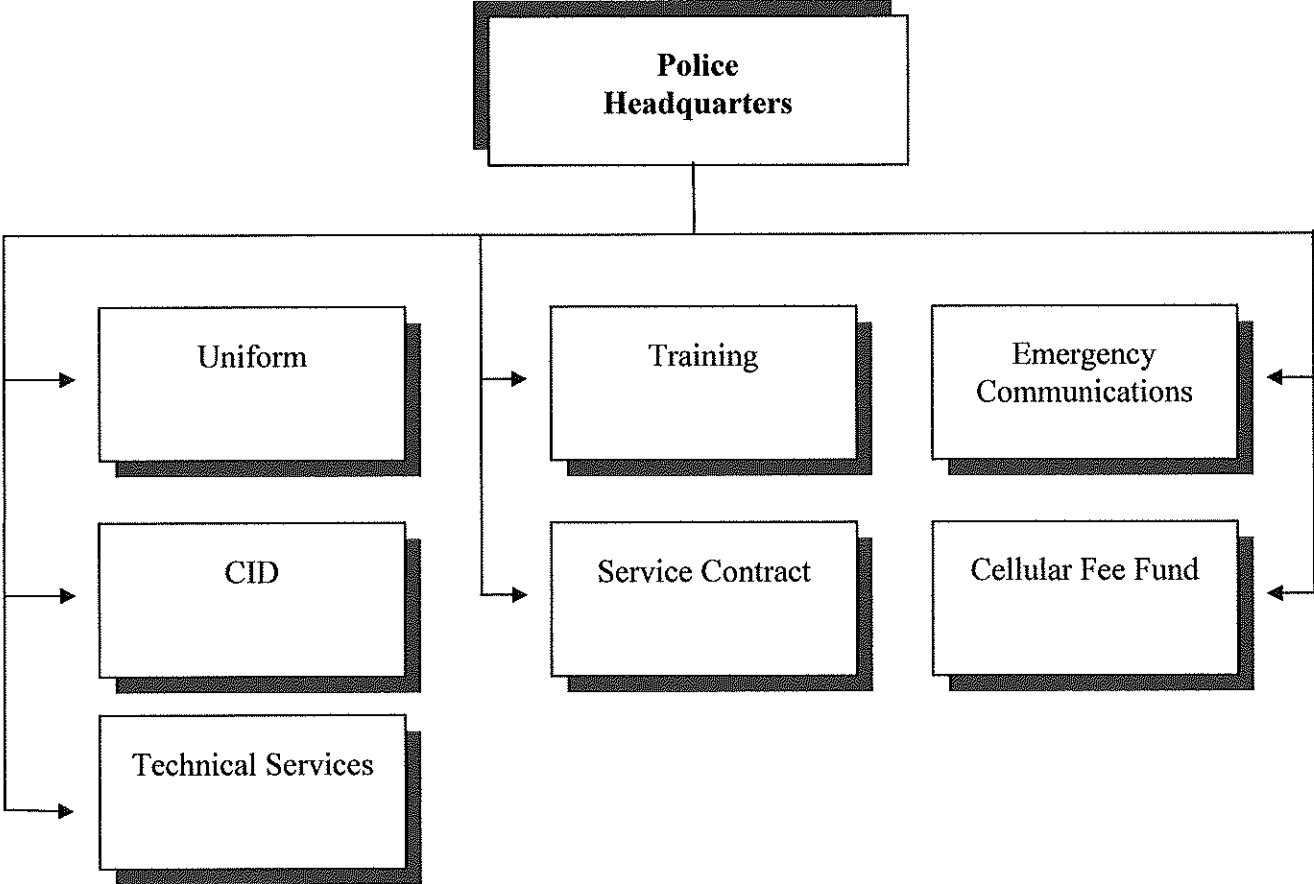 Police
Headquarters
Uniform
Training
Emergency
Communications
CID
Service Contract
Cellular Fee Fund
Technical Services